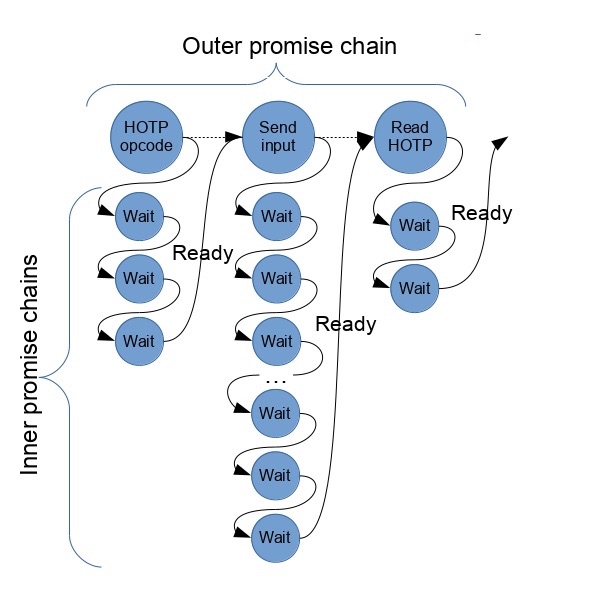 Outer promise chain
HOTP
opcode
Send
input
Read
HOTP
Inner promise chains
Wait
Wait
Wait
Ready
Wait
Wait
Wait
...
Wait
Wait
Wait
Ready
Wait
Wait
Ready